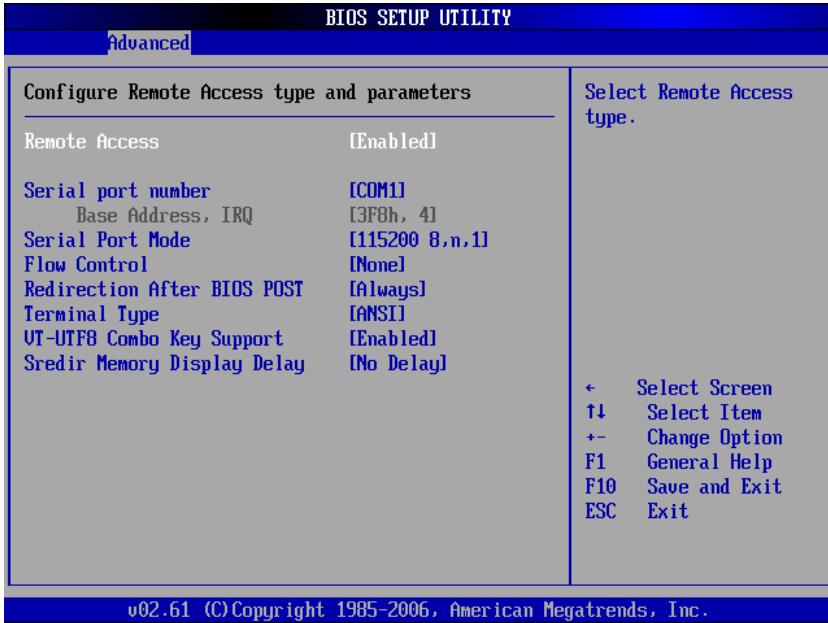 BIOS SETUP UTILITY
Advanced
Configure Remote Access type and parameters
Remote Access [Enabled]
Serial port number [COM1]
Base Address, IRQ [3F8h, 4]
Serial Port Mode [115200 8,n,1]
Flow Control [None]
Redirection After BIOS POST [Always]
Terminal Type [ANSI]
VT-UTF8 Combo Key Support [Enabled]
Sredir Memory Display Delay [No Delay]
Select Remote Access
type.
← Select Screen
↑↓ Select Item
+- Change Option
F1 General Help
F10 Save and Exit
ESC Exit
v02.61 (C)Copyright 1985-2006, American Megatrends, Inc.